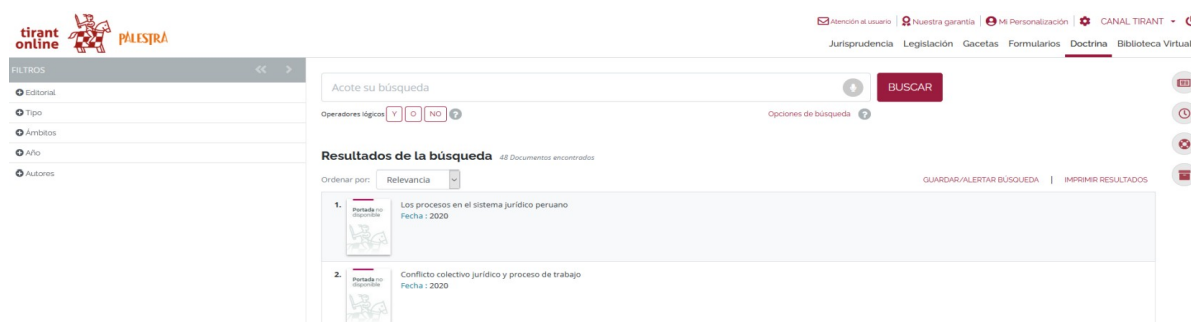 tirant
online
PALESTRA
Atención al usuario
Nuestra garantía
Mi Personalización
CANAL TIRANT
Jurisprudencia Legislación Gacetas Formularios Doctrina Biblioteca Virtual
FILTROS
Editorial
Tipo
Ámbitos
Año
Autores
Acote su búsqueda
BUSCAR
Operadores lógicos Y O NO ?
Opciones de búsqueda ?
Resultados de la búsqueda 48 Documentos encontrados
Ordenar por: Relevancia
GUARDAR/ALERTAR BÚSQUEDA | IMPRIMIR RESULTADOS
1.
Portada no
disponible
Los procesos en el sistema jurídico peruano
Fecha : 2020
2.
Portada no
disponible
Conflicto colectivo jurídico y proceso de trabajo
Fecha : 2020